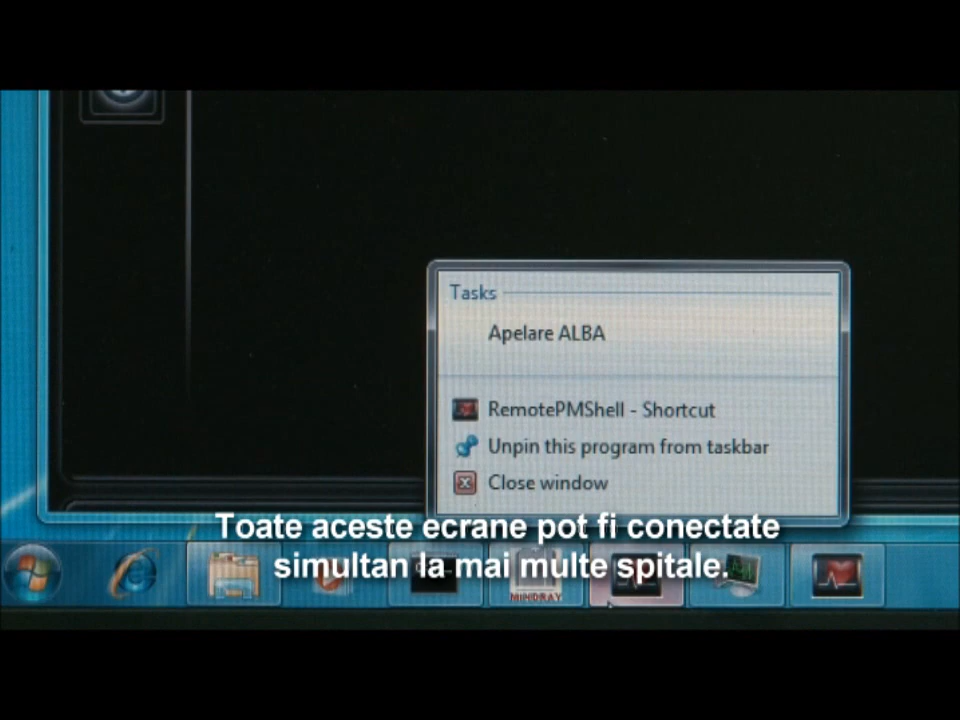 Tasks
Apelare ALBA
RemotePMShell - Shortcut
Unpin this program from taskbar
Close window
Toate aceste ecrane pot fi conectate
simultan la mai multe spitale.
MINDRAY